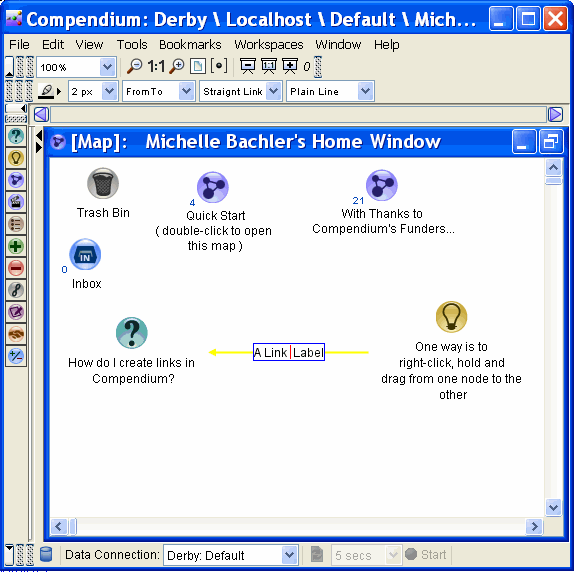 Compendium: Derby \ Localhost \ Default \ Mich...
File Edit View Tools Bookmarks Workspaces Window Help
100%
1:1
1:1
0
2 px
FromTo
Straignt Link
Plain Line
[Map]: Michelle Bachler's Home Window
Trash Bin
4
Quick Start
( double-click to open
this map )
21
With Thanks to
Compendium's Funders...
IN
0
Inbox
How do I create links in
Compendium?
A Link Label
One way is to
right-click, hold and
drag from one node to the
other
Data Connection:
Derby: Default
5 secs
Start